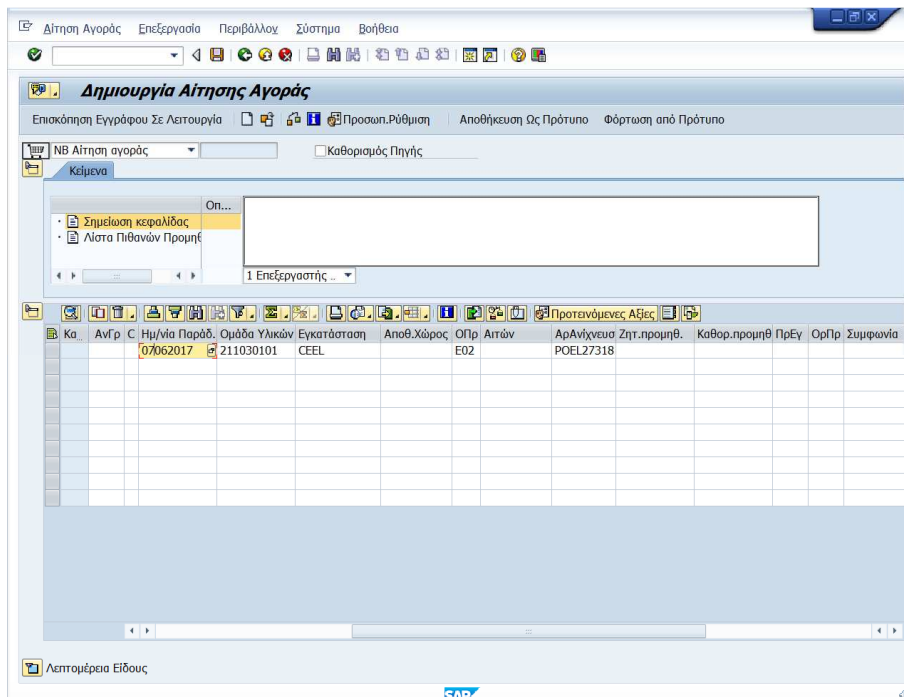 Αίτηση Αγοράς Επεξεργασία Περιβάλλον Σύστημα Βοήθεια
Δημιουργία Αίτησης Αγοράς
Επισκόπηση Εγγράφου Σε Λειτουργία Προσωπ.Ρύθμιση Αποθήκευση Ως Πρότυπο Φόρτωση από Πρότυπο
NB Αίτηση αγοράς Καθορισμός Πηγής
Κείμενα
Οπ...
Σημείωση κεφαλίδας
Λίστα Πιθανών Προμηθ
1 Επεξεργαστής ..
Προτεινόμενες Αξίες
Κα... ΑνΓρ C Ημ/νία Παράδ. Ομάδα Υλικών Εγκατάσταση Αποθ.Χώρος ΟΠρ Αιτών ΑρΑνίχνευσ Ζητ.προμηθ. Καθορ.προμηθ ΠρΕγ ΟρΠρ Συμφωνία
07062017 211030101 CEEL E02 POEL27318
Λεπτομέρεια Είδους
SAP